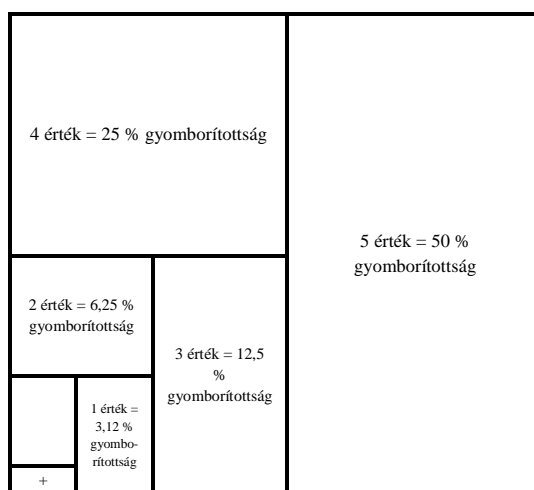 4 érték = 25 % gyomborítottság
5 érték = 50 %
gyomborítottság
2 érték = 6,25 %
gyomborítottság
3 érték = 12,5
%
gyomborítottság
1 érték =
3,12 %
gyombo-
rítottság
+